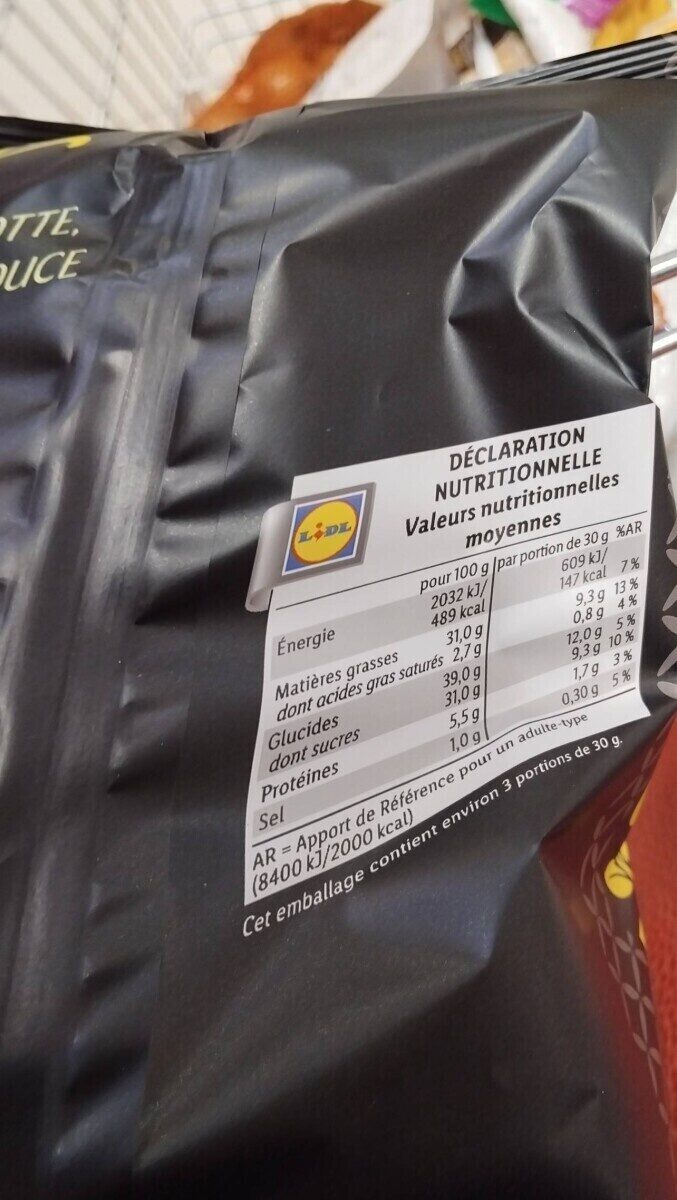 OTTE,
OUCE
LIDL
DÉCLARATION
NUTRITIONNELLE
Valeurs nutritionnelles
moyennes
pour 100 g par portion de 30 g %AR
Énergie 2032 kJ/ 609 kJ/
489 kcal 147 kcal 7 %
Matières grasses 31,0 g 9,3 g 13 %
dont acides gras saturés 2,7 g 0,8 g 4 %
Glucides 39,0 g 12,0 g 5 %
dont sucres 31,0 g 9,3 g 10 %
Protéines 5,5 g 1,7 g 3 %
Sel 1,0 g 0,30 g 5 %
AR = Apport de Référence pour un adulte-type
(8400 kJ/2000 kcal)
Cet emballage contient environ 3 portions de 30 g.